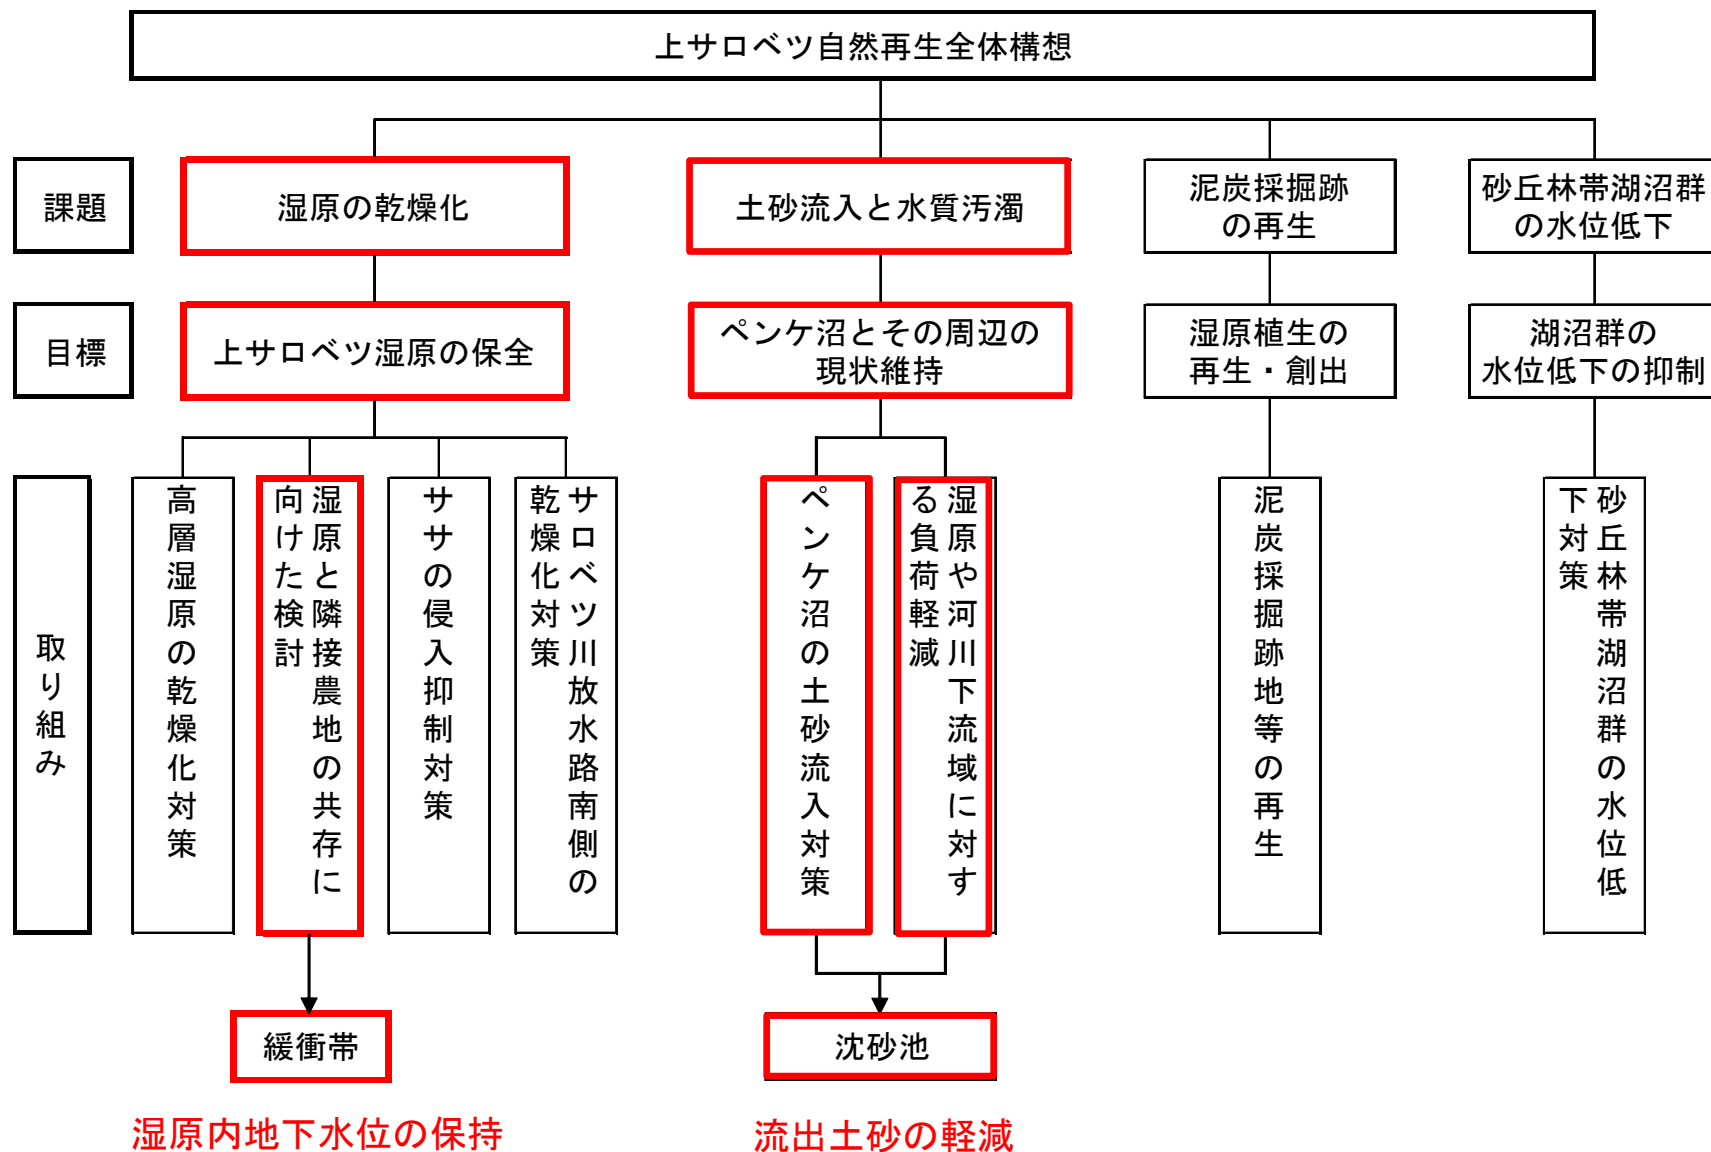 上サロベツ自然再生全体構想
課題
湿原の乾燥化
土砂流入と水質汚濁
泥炭採掘跡
の再生
砂丘林帯湖沼群
の水位低下
目標
上サロベツ湿原の保全
ペンケ沼とその周辺の
現状維持
湿原植生の
再生・創出
湖沼群の
水位低下の抑制
取り組み
高層湿原の乾燥化対策
湿原と隣接農地の共存に
向けた検討
ササの侵入抑制対策
サロベツ川放水路南側の
乾燥化対策
ペンケ沼の土砂流入対策
湿原や河川下流域に対す
る負荷軽減
泥炭採掘跡地等の再生
砂丘林帯湖沼群の水位低
下対策
緩衝帯
沈砂池
湿原内地下水位の保持
流出土砂の軽減